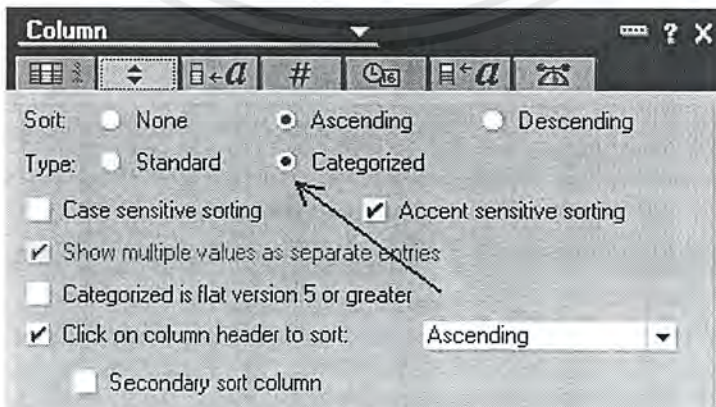 Column ? X
a # 16 a
Sort: None Ascending Descending
Type: Standard Categorized
Case sensitive sorting Accent sensitive sorting
Show multiple values as separate entries
Categorized is flat version 5 or greater
Click on column header to sort: Ascending
Secondary sort column